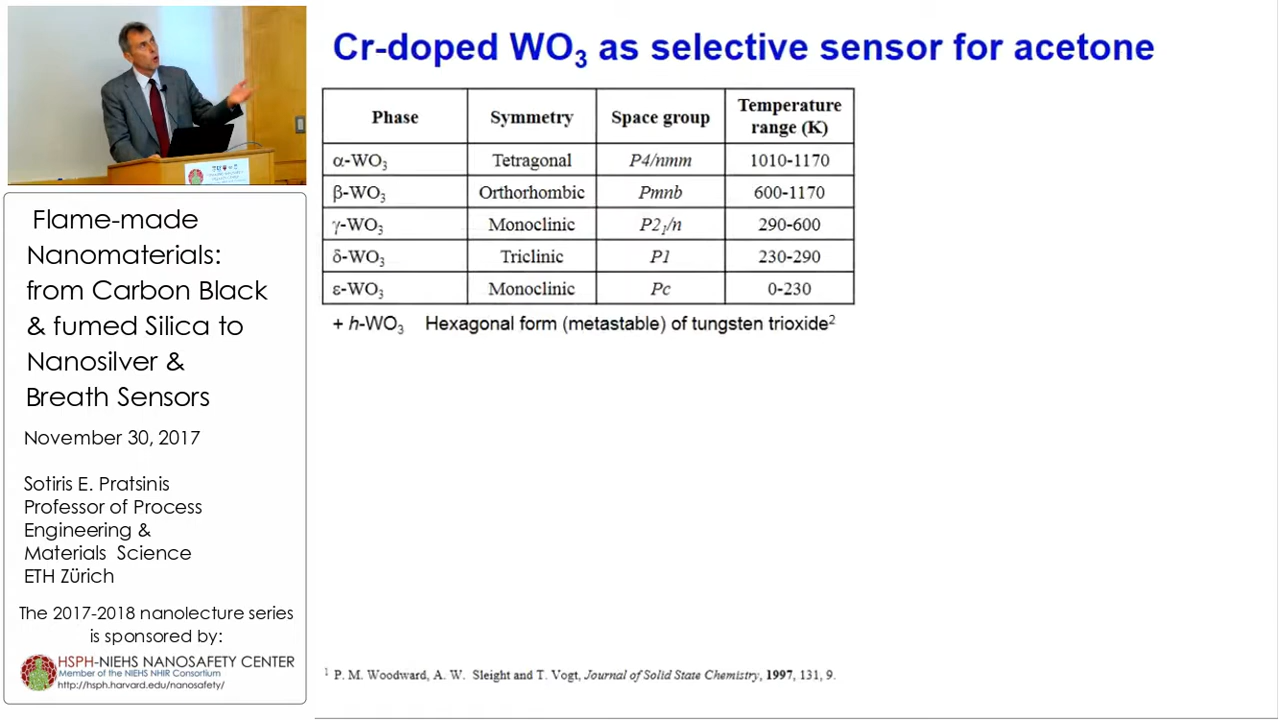 Cr-doped WO3 as selective sensor for acetone
Phase Symmetry Space group Temperature range (K)
α-WO3 Tetragonal P4/nmm 1010-1170
β-WO3 Orthorhombic Pmnb 600-1170
γ-WO3 Monoclinic P21/n 290-600
δ-WO3 Triclinic P1 230-290
ε-WO3 Monoclinic Pc 0-230
+ h-WO3 Hexagonal form (metastable) of tungsten trioxide2
1 P. M. Woodward, A. W. Sleight and T. Vogt, Journal of Solid State Chemistry, 1997, 131, 9.
Flame-made
Nanomaterials:
from Carbon Black
& fumed Silica to
Nanosilver &
Breath Sensors
November 30, 2017
Sotiris E. Pratsinis
Professor of Process
Engineering &
Materials Science
ETH Zürich
The 2017-2018 nanolecture series
is sponsored by:
HSPH-NIEHS NANOSAFETY CENTER
Member of the NIEHS NHIR Consortium
http://hsph.harvard.edu/nanosafety/